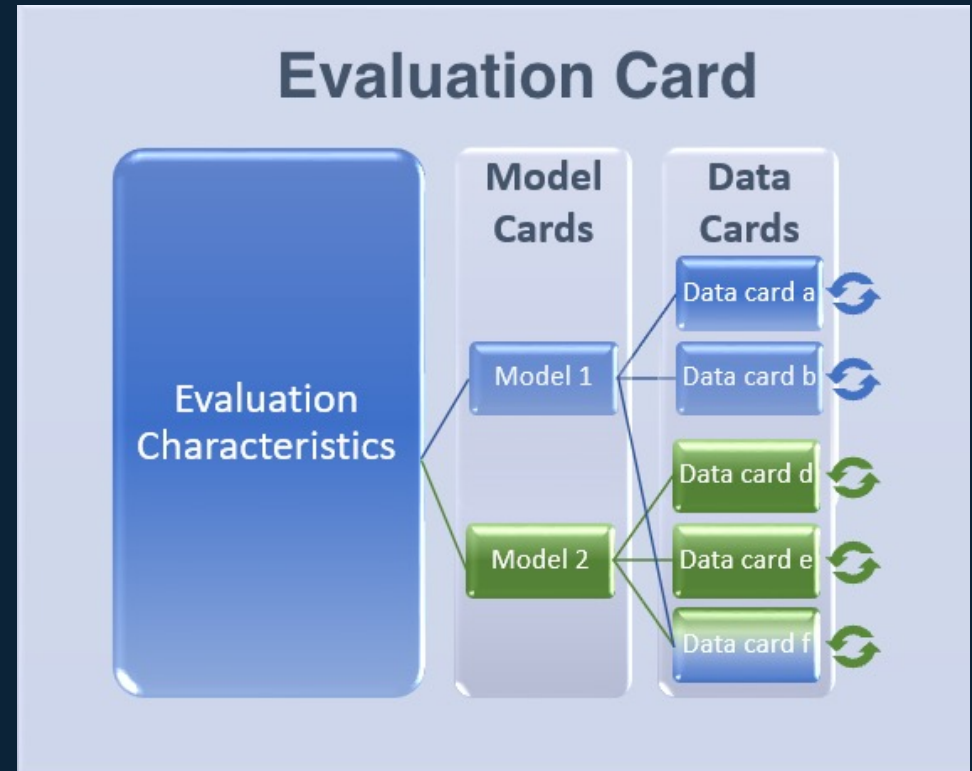 Evaluation Card
Evaluation
Characteristics
Model
Cards
Model 1
Model 2
Data
Cards
Data card a
Data card b
Data card d
Data card e
Data card f